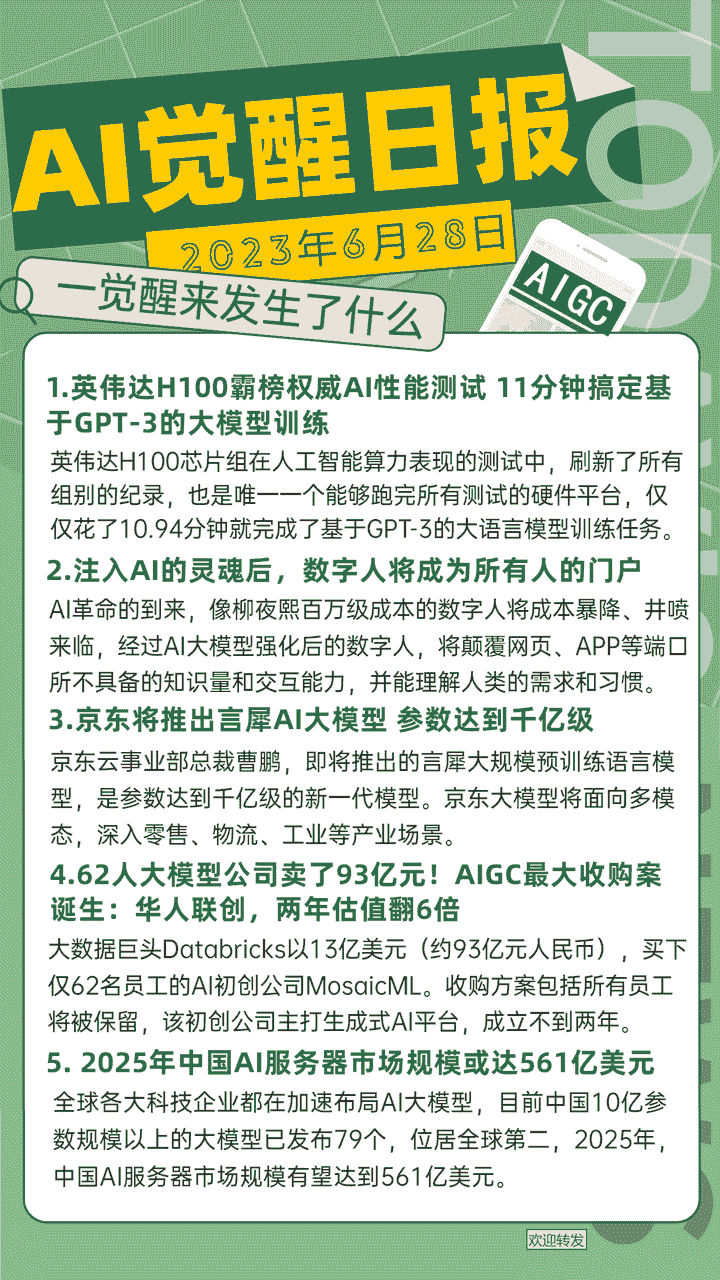 AI觉醒日报
2023年6月28日
一觉醒来发生了什么
AIGC
1.英伟达H100霸榜权威AI性能测试 11分钟搞定基
于GPT-3的大模型训练
英伟达H100芯片组在人工智能算力表现的测试中，刷新了所有
组别的纪录，也是唯一一个能够跑完所有测试的硬件平台，仅
仅花了10.94分钟就完成了基于GPT-3的大语言模型训练任务。
2.注入AI的灵魂后，数字人将成为所有人的门户
AI革命的到来，像柳夜熙百万级成本的数字人将成本暴降、井喷
来临，经过AI大模型强化后的数字人，将颠覆网页、APP等端口
所不具备的知识量和交互能力，并能理解人类的需求和习惯。
3.京东将推出言犀AI大模型 参数达到千亿级
京东云事业部总裁曹鹏，即将推出的言犀大规模预训练语言模
型，是参数达到千亿级的新一代模型。京东大模型将面向多模
态，深入零售、物流、工业等产业场景。
4.62人大模型公司卖了93亿元！AIGC最大收购案
诞生：华人联创，两年估值翻6倍
大数据巨头Databricks以13亿美元（约93亿元人民币），买下
仅62名员工的AI初创公司MosaicML。收购方案包括所有员工
将被保留，该初创公司主打生成式AI平台，成立不到两年。
5. 2025年中国AI服务器市场规模或达561亿美元
全球各大科技企业都在加速布局AI大模型，目前中国10亿参
数规模以上的大模型已发布79个，位居全球第二，2025年，
中国AI服务器市场规模有望达到561亿美元。
欢迎转发